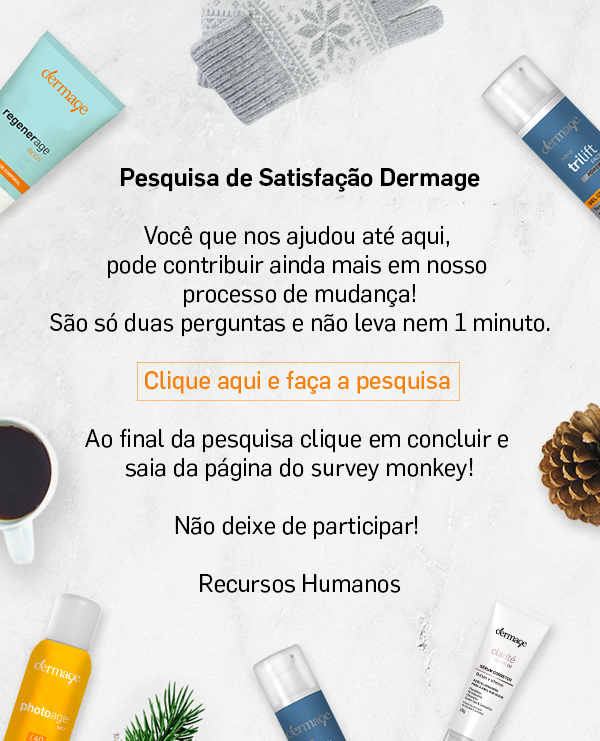 dermage
regenerage
BODY
dermage
trilift
Pesquisa de Satisfação Dermage
Você que nos ajudou até aqui,
pode contribuir ainda mais em nosso
processo de mudança!
São só duas perguntas e não leva nem 1 minuto.
Clique aqui e faça a pesquisa
Ao final da pesquisa clique em concluir e
saia da página do survey monkey!
Não deixe de participar!
Recursos Humanos
dermage
photoage
dermage
dermage
clarité